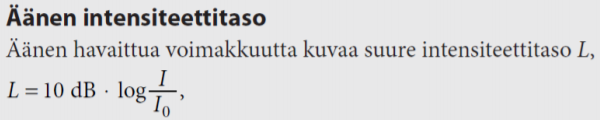 Äänen intensiteettitaso
Äänen havaittua voimakkuutta kuvaa suure intensiteettitaso L,
L = 10 dB · log I/I₀,